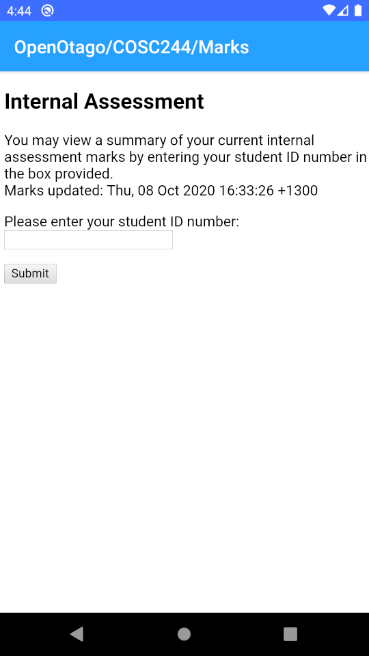 4:44
OpenOtago/COSC244/Marks
Internal Assessment
You may view a summary of your current internal
assessment marks by entering your student ID number in
the box provided.
Marks updated: Thu, 08 Oct 2020 16:33:26 +1300
Please enter your student ID number:
Submit